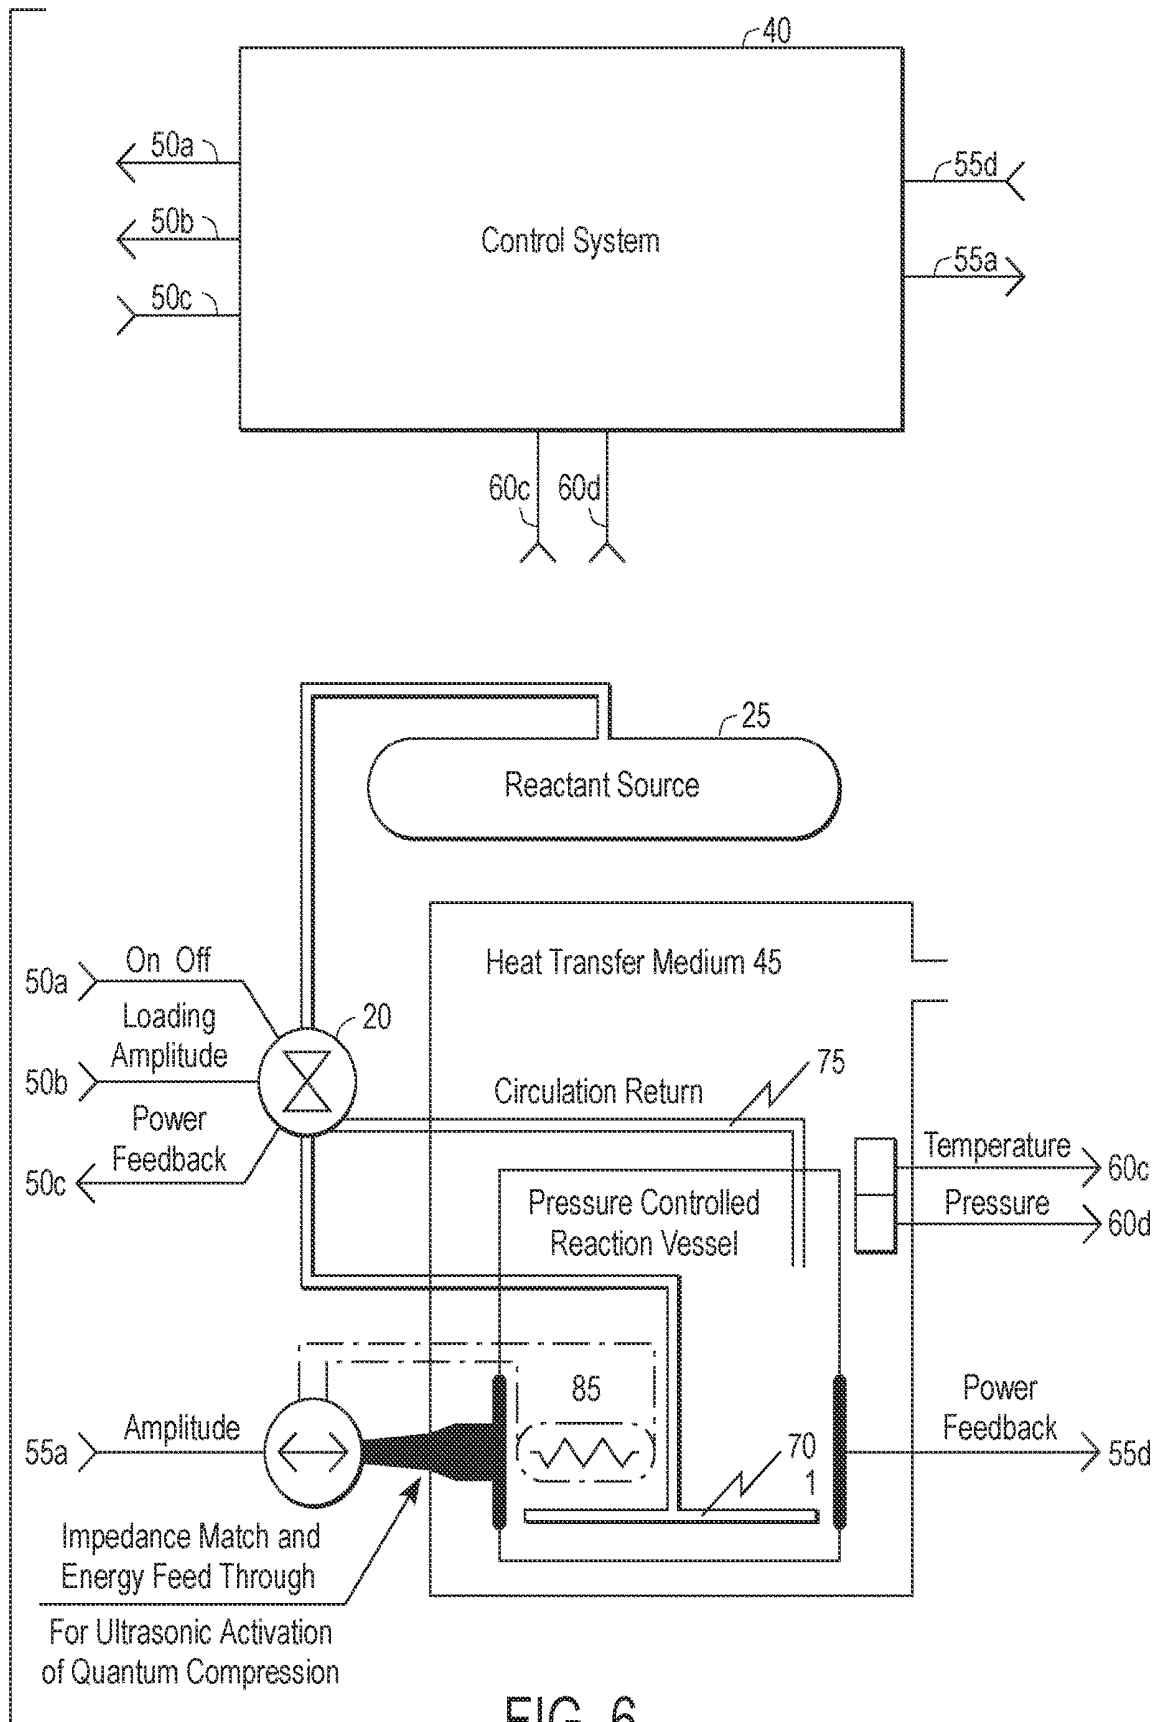 40
50a
55d
50b
Control System
55a
50c
60c 60d
25
Reactant Source
On Off
50a
Heat Transfer Medium 45
Loading
Amplitude
20
50b
Circulation Return
75
Power
Feedback
50c
Temperature
60c
Pressure Controlled
Reaction Vessel
Pressure
60d
85
Power
Feedback
55a
Amplitude
70
1
55d
Impedance Match and
Energy Feed Through
For Ultrasonic Activation
of Quantum Compression
FIG. 6